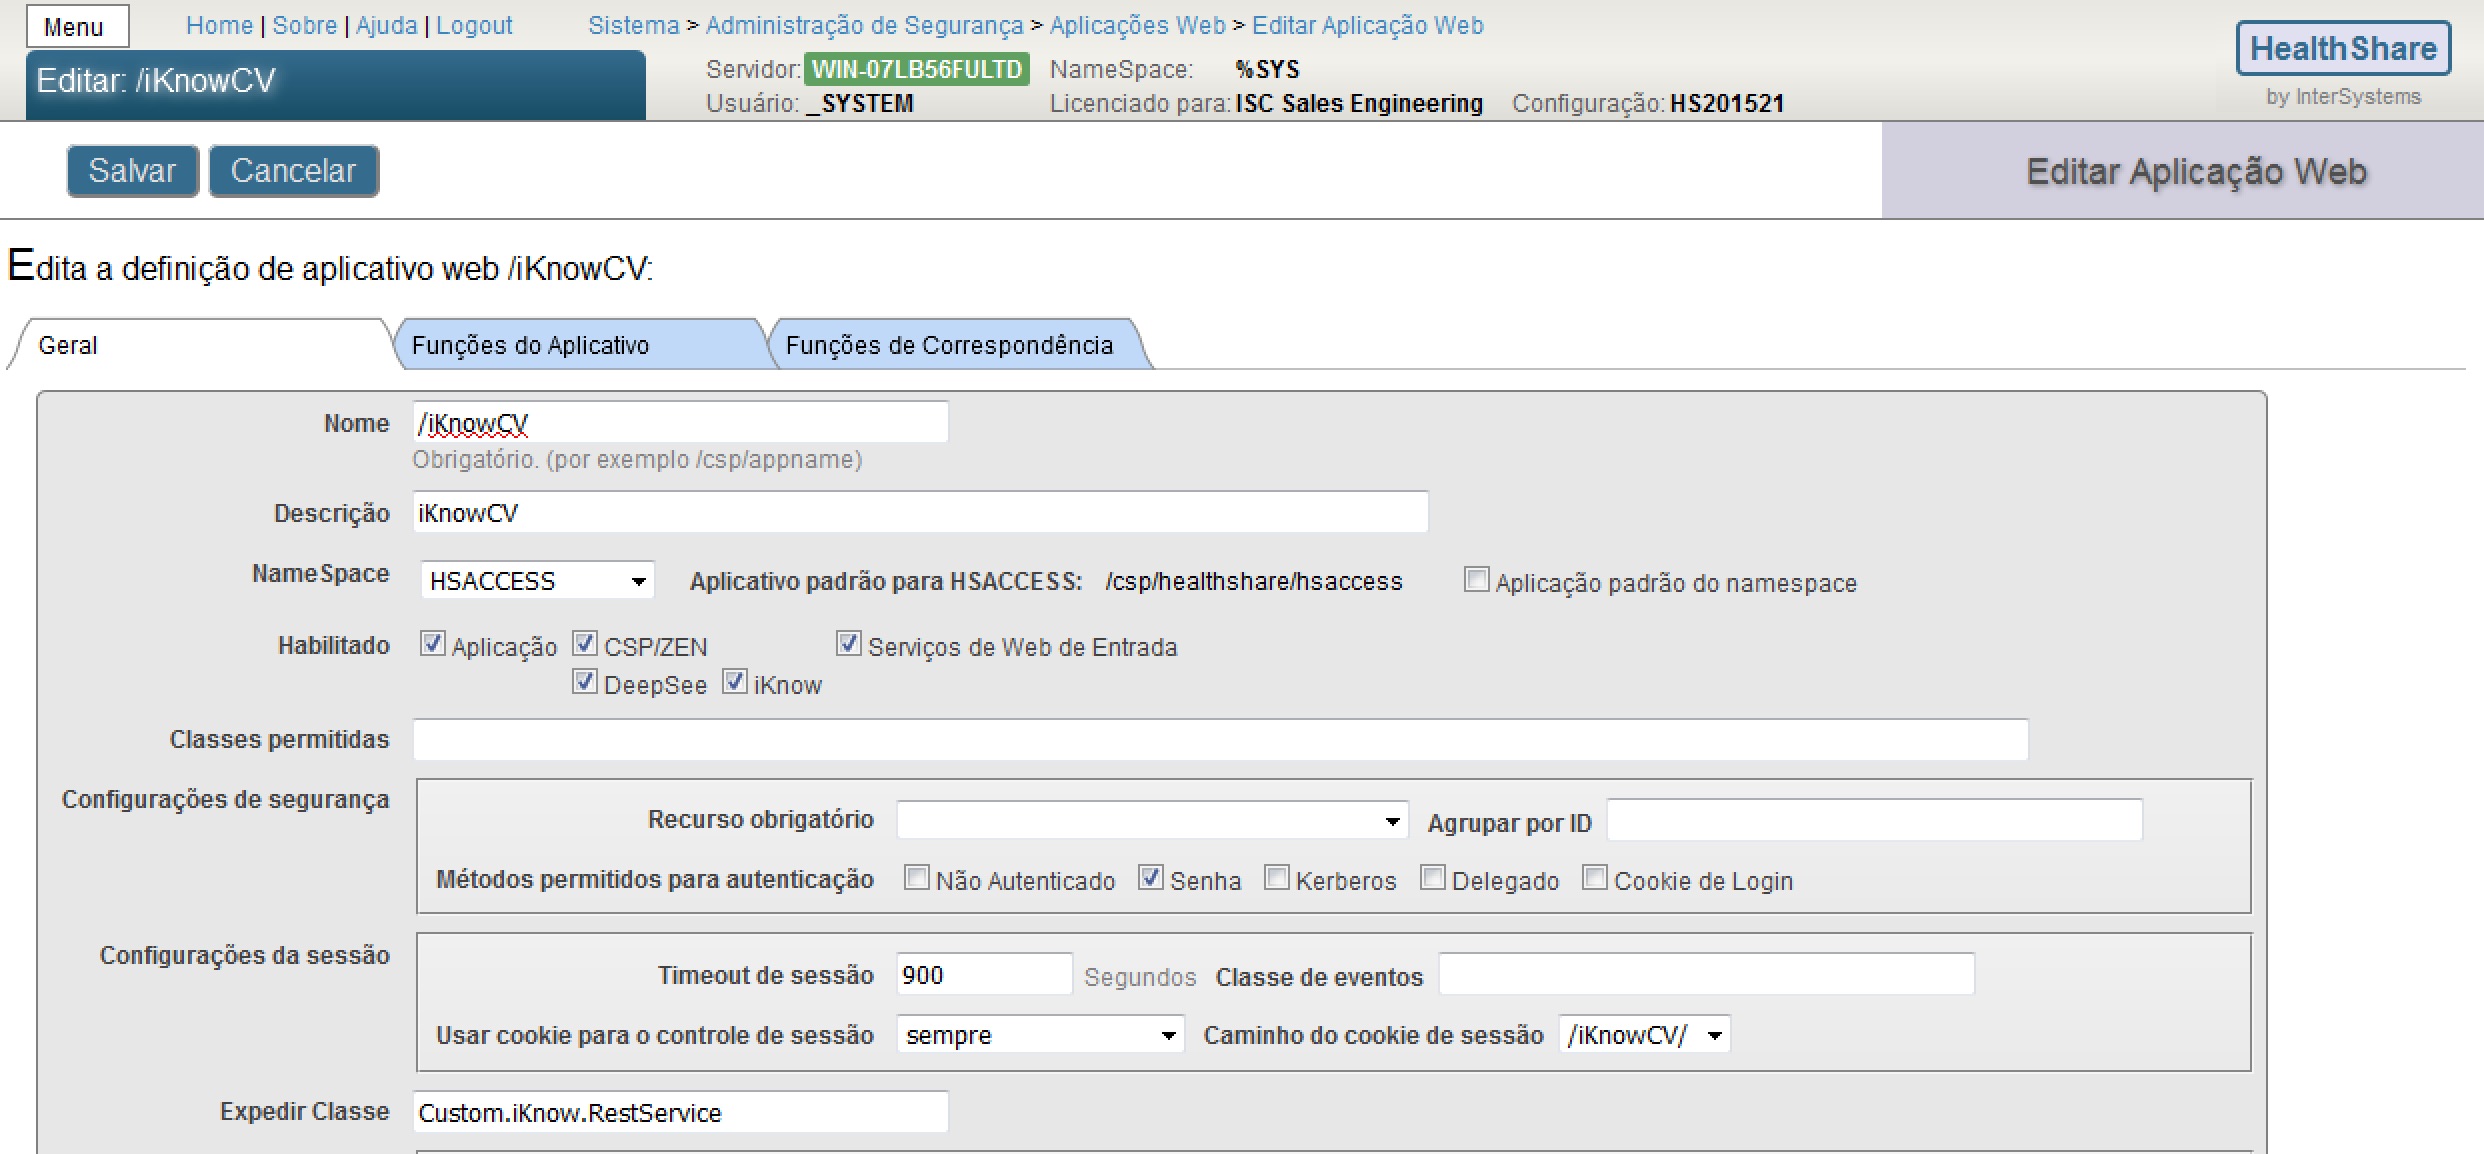 Menu Home | Sobre | Ajuda | Logout Sistema > Administração de Segurança > Aplicações Web > Editar Aplicação Web
HealthShare
by InterSystems
Editar: /iKnowCV
Servidor: WIN-07LB56FULTD NameSpace: %SYS
Usuário: _SYSTEM Licenciado para: ISC Sales Engineering Configuração: HS201521
Salvar Cancelar Editar Aplicação Web
Edita a definição de aplicativo web /iKnowCV:
Geral Funções do Aplicativo Funções de Correspondência
Nome /iKnowCV
Obrigatório. (por exemplo /csp/appname)
Descrição iKnowCV
NameSpace HSACCESS Aplicativo padrão para HSACCESS: /csp/healthshare/hsaccess Aplicação padrão do namespace
Habilitado Aplicação CSP/ZEN Serviços de Web de Entrada
DeepSee iKnow
Classes permitidas
Configurações de segurança
Recurso obrigatório Agrupar por ID
Métodos permitidos para autenticação Não Autenticado Senha Kerberos Delegado Cookie de Login
Configurações da sessão
Timeout de sessão 900 Segundos Classe de eventos
Usar cookie para o controle de sessão sempre Caminho do cookie de sessão /iKnowCV/
Expedir Classe Custom.iKnow.RestService